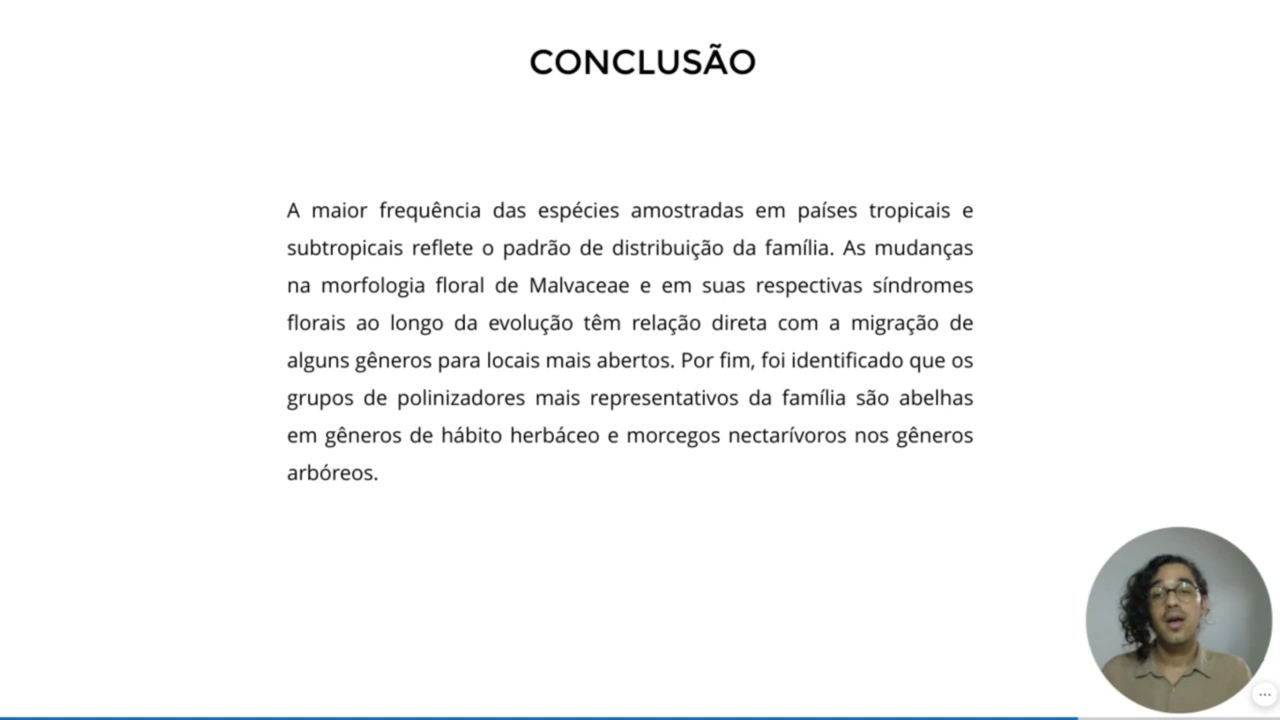 CONCLUSÃO
A maior frequência das espécies amostradas em países tropicais e
subtropicais reflete o padrão de distribuição da família. As mudanças
na morfologia floral de Malvaceae e em suas respectivas síndromes
florais ao longo da evolução têm relação direta com a migração de
alguns gêneros para locais mais abertos. Por fim, foi identificado que os
grupos de polinizadores mais representativos da família são abelhas
em gêneros de hábito herbáceo e morcegos nectarívoros nos gêneros
arbóreos.